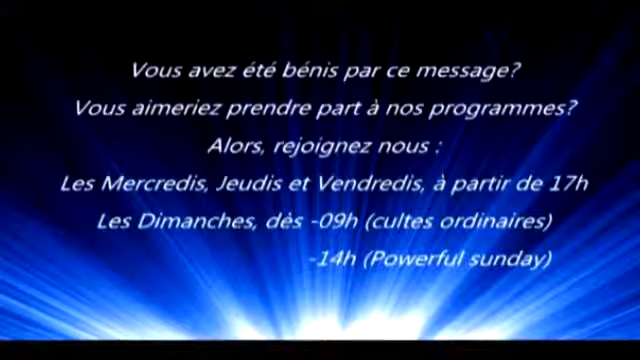 Vous avez été bénis par ce message?
Vous aimeriez prendre part à nos programmes?
Alors, rejoignez nous :
Les Mercredis, Jeudis et Vendredis, à partir de 17h
Les Dimanches, dès -09h (cultes ordinaires)
-14h (Powerful sunday)